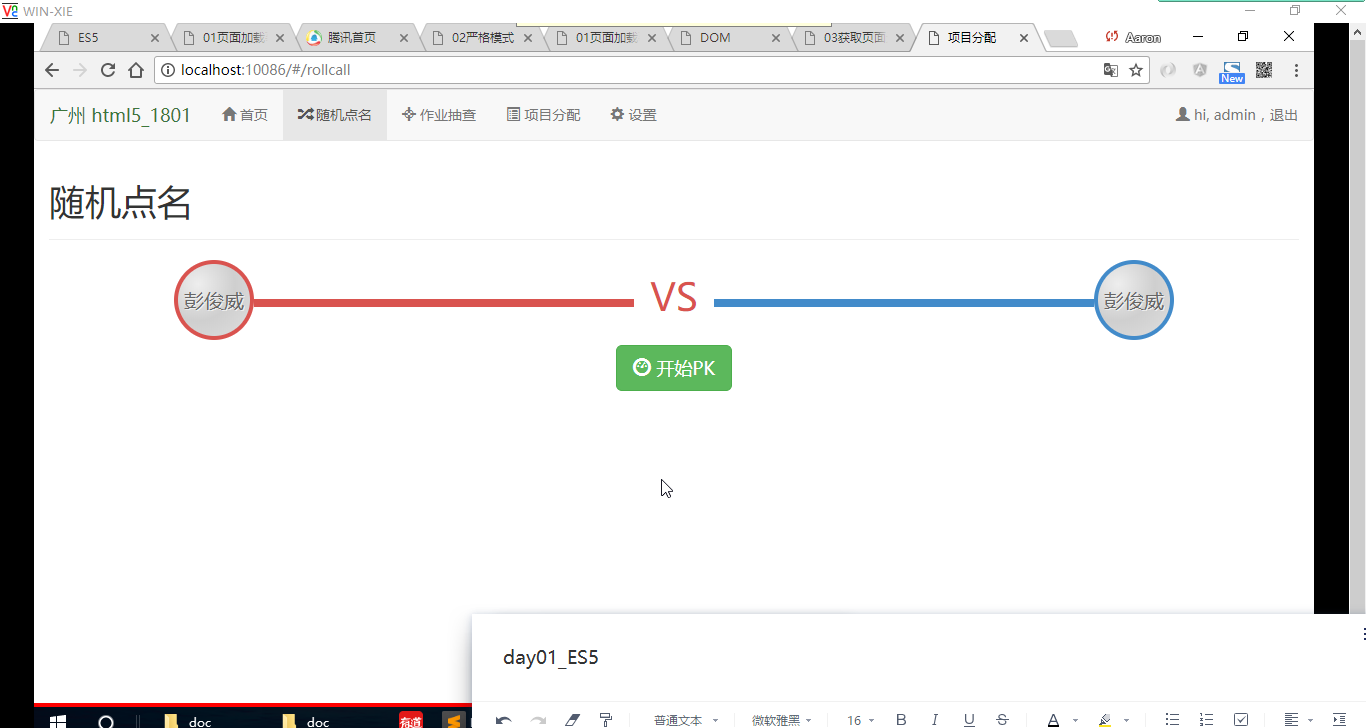 WIN-XIE
ES5
01页面加载
腾讯首页
02严格模式
01页面加载
DOM
03获取页面
项目分配
Aaron
localhost:10086/#/rollcall
New
广州 html5_1801
首页
随机点名
作业抽查
项目分配
设置
hi, admin，退出
随机点名
彭俊威
VS
彭俊威
开始PK
day01_ES5
doc
doc
有道
普通文本
微软雅黑
16
B
I
U
S
A